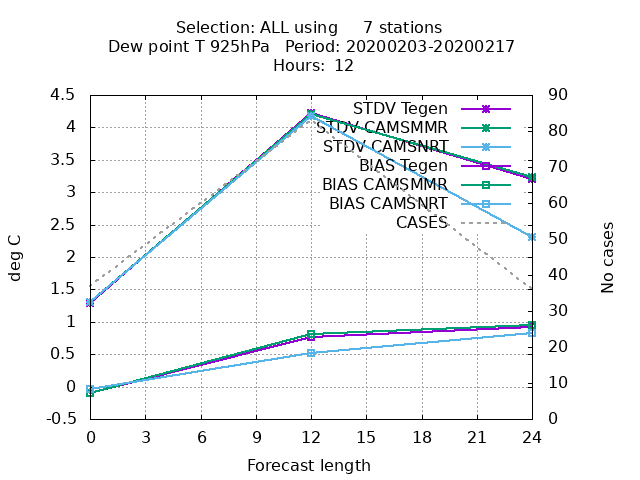 Selection: ALL using     7 stations
Dew point T 925hPa   Period: 20200203-20200217
Hours:  12
4.5
4
3.5
3
2.5
2
1.5
1
0.5
0
-0.5
deg C
STDV Tegen
STDV CAMSMMR
STDV CAMSNRT
BIAS Tegen
BIAS CAMSMMR
BIAS CAMSNRT
CASES
90
80
70
60
50
40
30
20
10
0
No cases
0 3 6 9 12 15 18 21 24
Forecast length